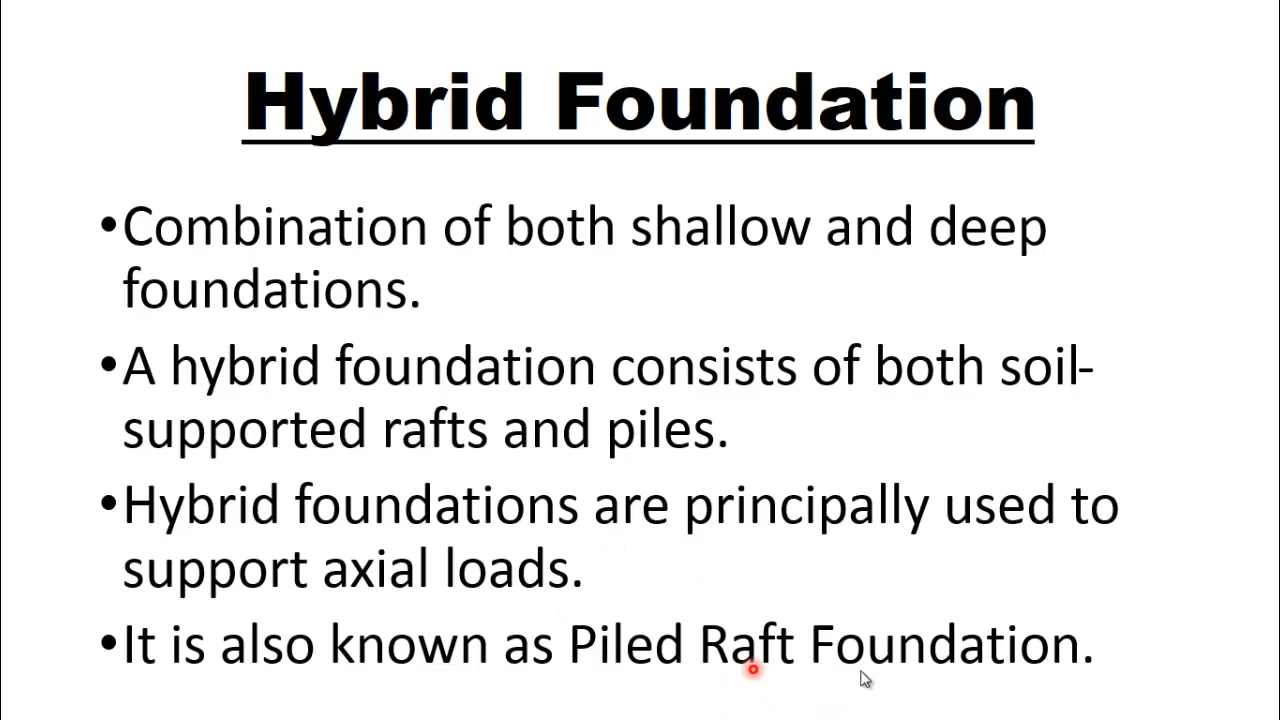 Hybrid Foundation
•Combination of both shallow and deep
foundations.
•A hybrid foundation consists of both soil-
supported rafts and piles.
•Hybrid foundations are principally used to
support axial loads.
•It is also known as Piled Raft Foundation.